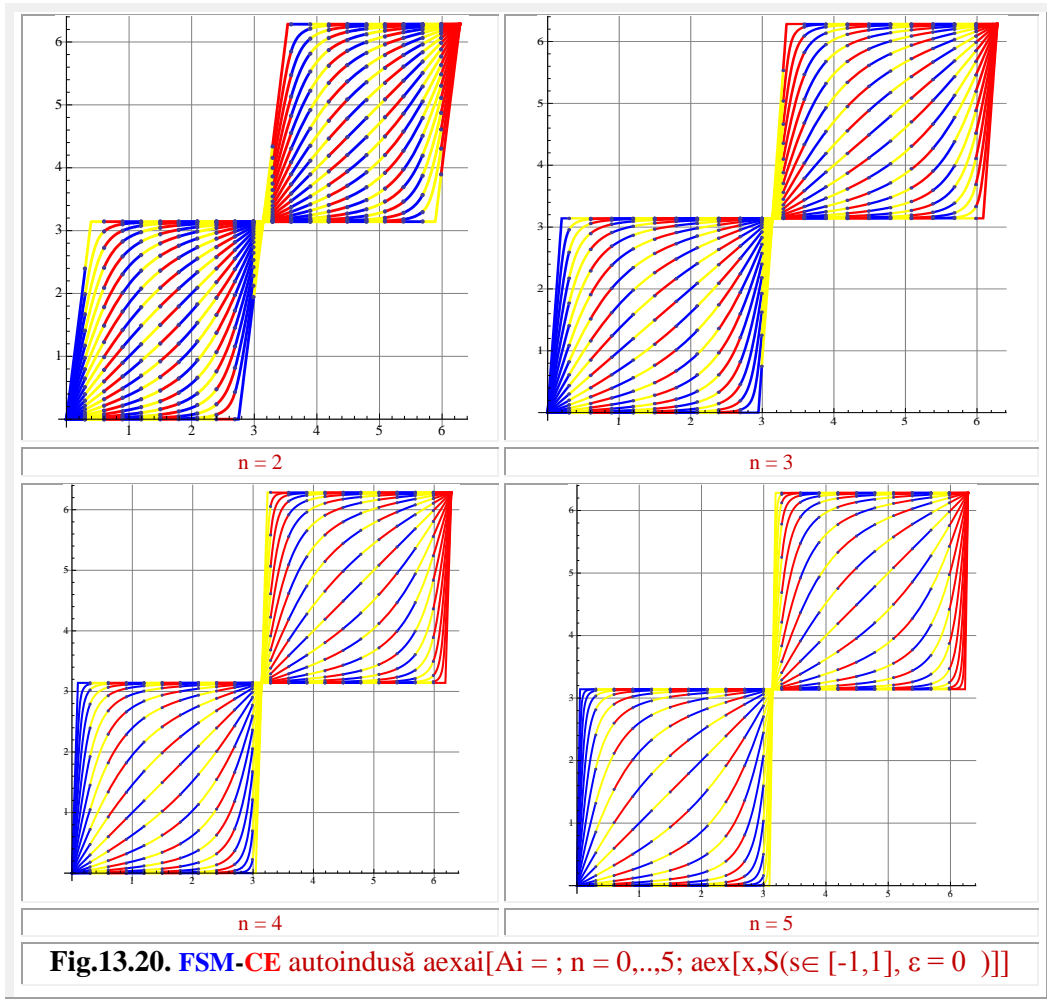 6
5
4
3
2
1
1 2 3 4 5 6
6
5
4
3
2
1
1 2 3 4 5 6
n = 2
n = 3
6
5
4
3
2
1
1 2 3 4 5 6
6
5
4
3
2
1
1 2 3 4 5 6
n = 4
n = 5
Fig.13.20. FSM-CE autoindusă aexai[Ai = ; n = 0,..,5; aex[x,S(s∈ [-1,1], ε = 0 )]]